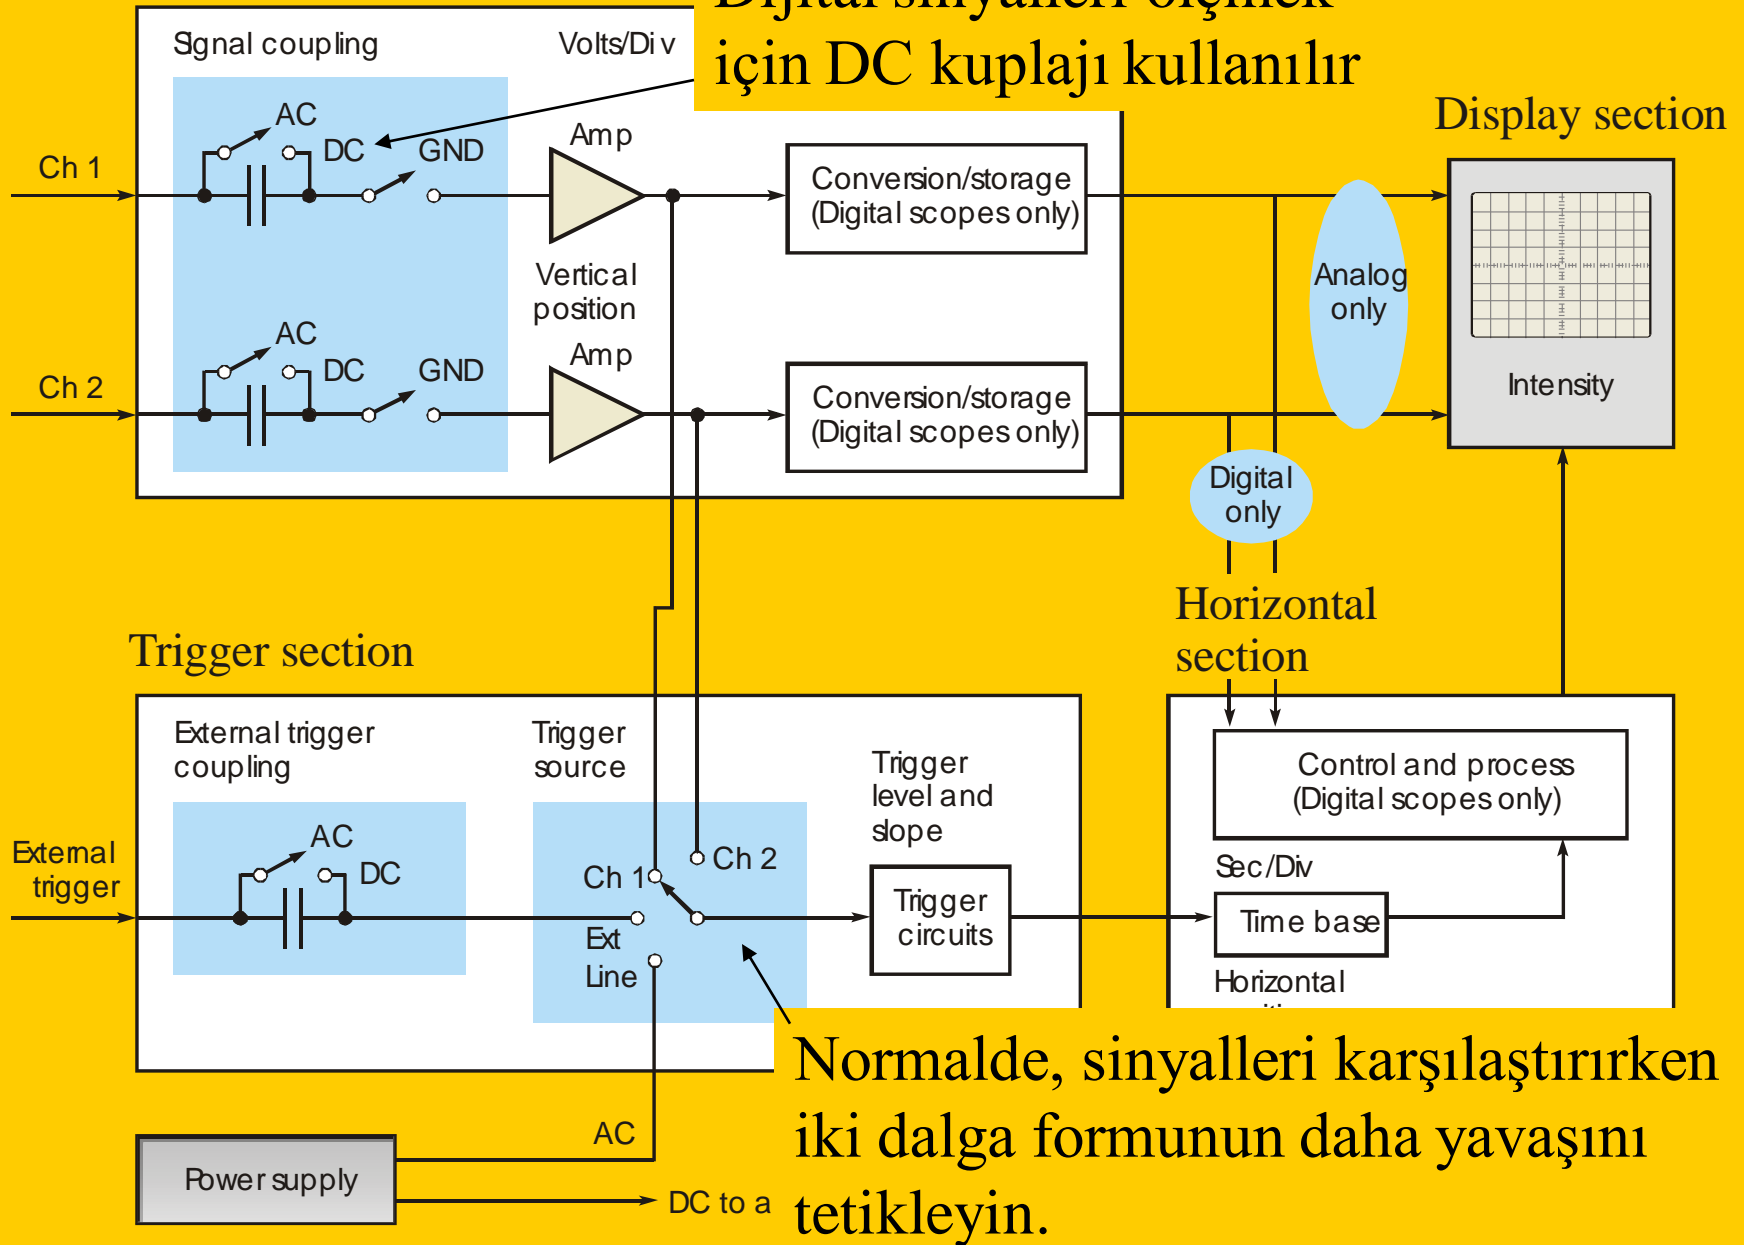 Dijital sinyalleri ölçmek
için DC kuplajı kullanılır
Signal coupling
Volts/Div
AC
DC
GND
Amp
Ch 1
Conversion/storage
(Digital scopes only)
Display section
Vertical
position
Analog
only
AC
DC
GND
Amp
Ch 2
Conversion/storage
(Digital scopes only)
Intensity
Digital
only
Horizontal
section
Trigger section
External trigger
coupling
Trigger
source
Trigger
level and
slope
Control and process
(Digital scopes only)
AC
DC
External
trigger
Ch 1
Ch 2
Ext
Line
Trigger
circuits
Sec/Div
Time base
Horizontal
Normalde, sinyalleri karşılaştırırken
iki dalga formunun daha yavaşını
tetikleyin.
Power supply
AC
DC to a